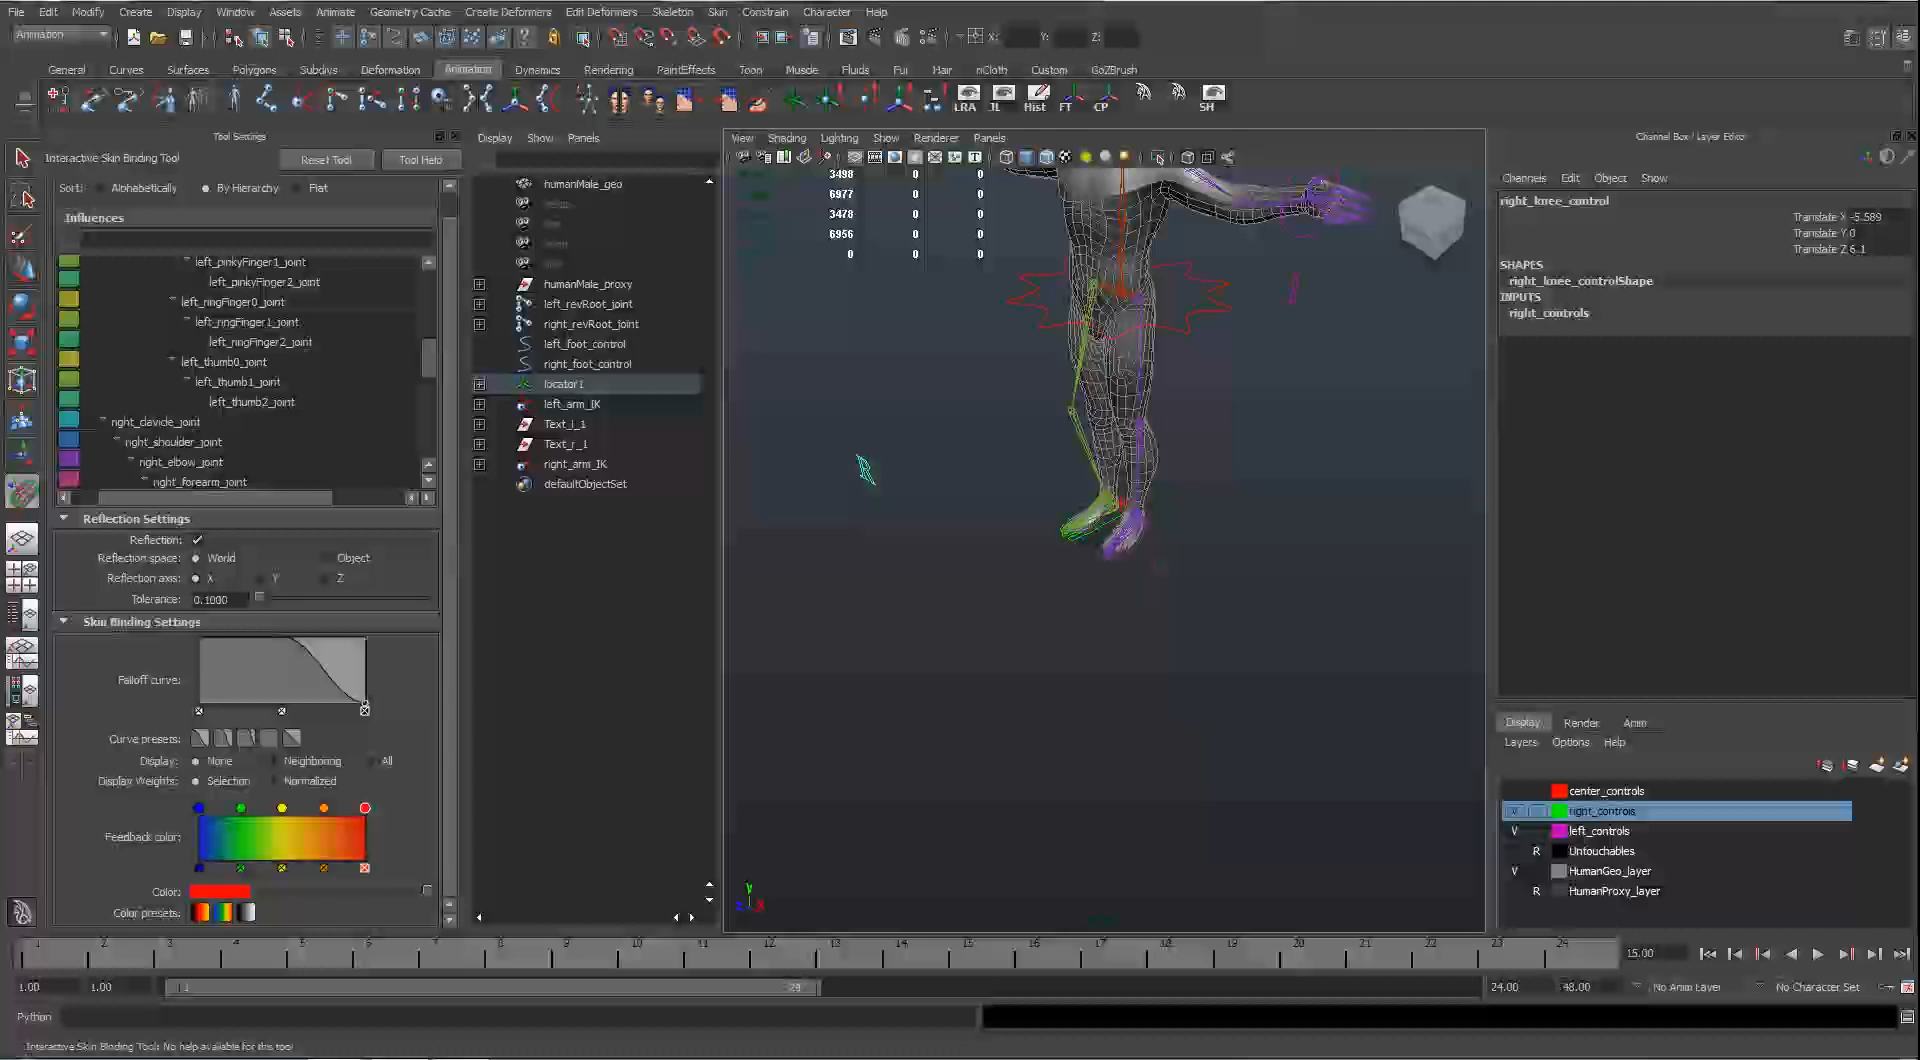 File Edit Modify Create Display Window Assets Animate Geometry Cache Create Deformers Edit Deformers Skeleton Skin Constrain Character Help
Animation X: Y: Z:
General Curves Surfaces Polygons Subdivs Deformation Animation Dynamics Rendering PaintEffects Toon Muscle Fluids Fur Hair nCloth Custom GoZBrush
LRA JL Hist FT CP SH
Tool Settings
Interactive Skin Binding Tool Reset Tool Tool Help
Sort: Alphabetically By Hierarchy Flat
Influences
left_pinkyFinger1_joint
left_pinkyFinger2_joint
left_ringFinger0_joint
left_ringFinger1_joint
left_ringFinger2_joint
left_thumb0_joint
left_thumb1_joint
left_thumb2_joint
right_clavicle_joint
right_shoulder_joint
right_elbow_joint
right_forearm_joint
Reflection Settings
Reflection:
Reflection space: World Object
Reflection axis: X Y Z
Tolerance: 0.1000
Skin Binding Settings
Falloff curve:
Curve presets:
Display: None Neighboring All
Display Weights: Selection Normalized
Feedback color:
Color:
Color presets:
Display Show Panels
humanMale_geo
humanMale_proxy
left_revRoot_joint
right_revRoot_joint
left_foot_control
right_foot_control
locator1
left_arm_IK
Text_l_1
Text_r_1
right_arm_IK
defaultObjectSet
View Shading Lighting Show Renderer Panels
3498 0 0
6977 0 0
3478 0 0
6956 0 0
0 0 0
R
y
z x
Channel Box / Layer Editor
Channels Edit Object Show
right_knee_control
Translate X -5.589
Translate Y 0
Translate Z 6.1
SHAPES
right_knee_controlShape
INPUTS
right_controls
Display Render Anim
Layers Options Help
center_controls
V right_controls
V left_controls
R Untouchables
V HumanGeo_layer
R HumanProxy_layer
1 2 3 4 5 6 7 8 9 10 11 12 13 14 15 16 17 18 19 20 21 22 23 24 15.00
1.00 1.00 1 24.00 48.00 No Anim Layer No Character Set
Python
Interactive Skin Binding Tool: No help available for this tool